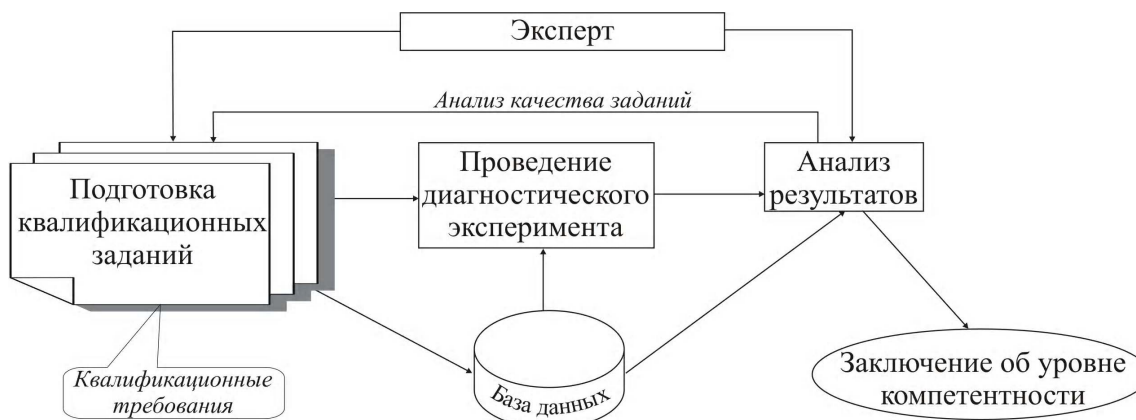 Эксперт
Анализ качества заданий
Подготовка
квалификационных
заданий
Проведение
диагностического
эксперимента
Анализ
результатов
Квалификационные
требования
База данных
Заключение об уровне
компетентности